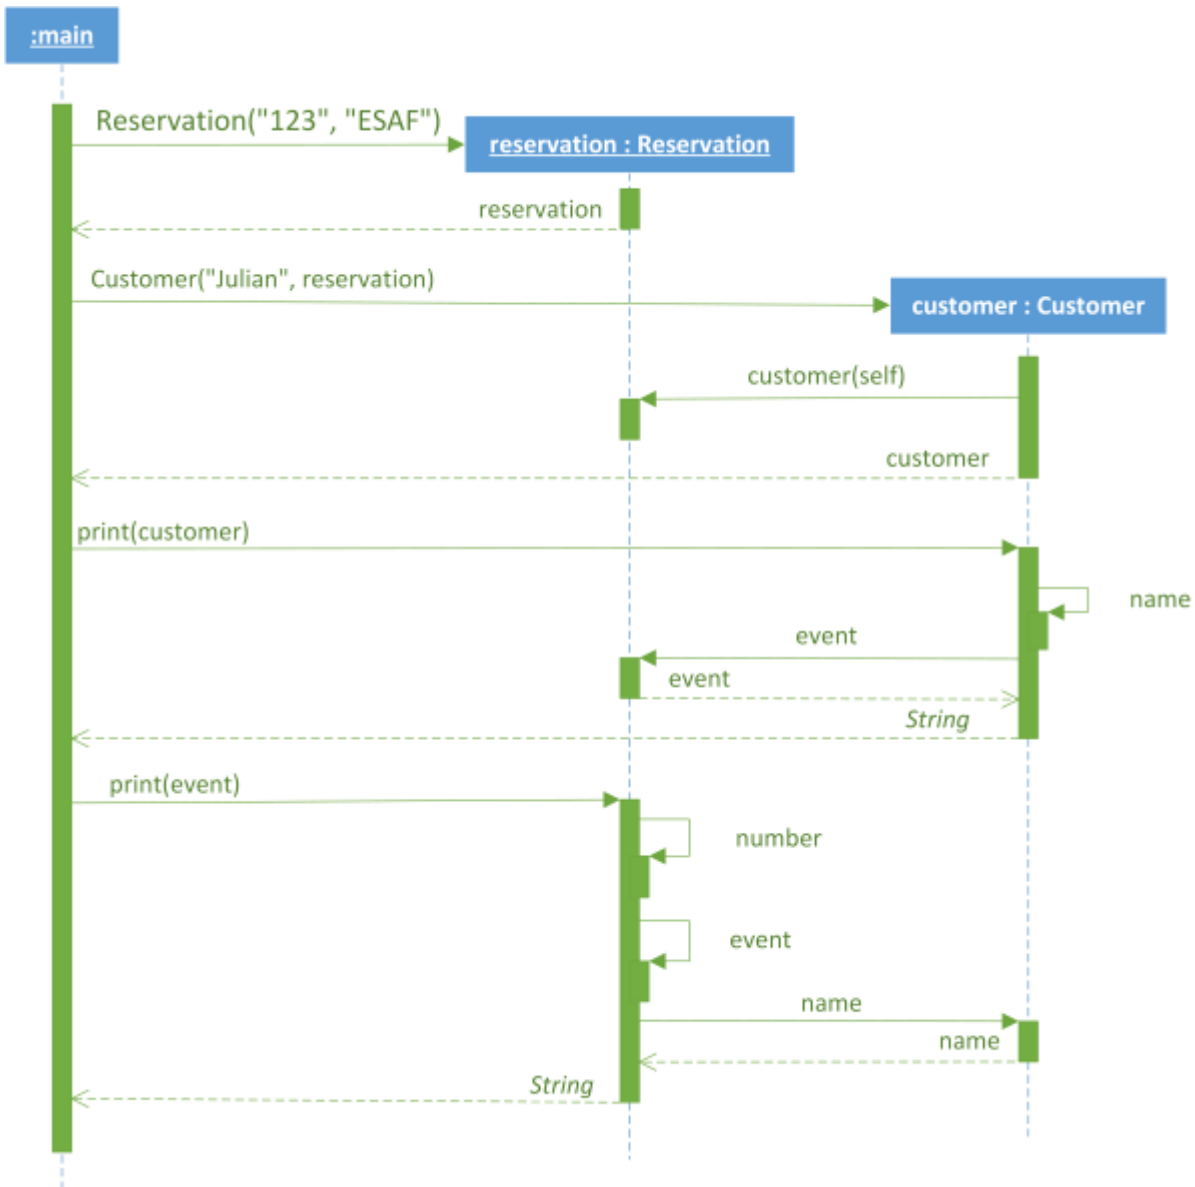 :main
Reservation("123", "ESAF")
reservation : Reservation
reservation
Customer("Julian", reservation)
customer : Customer
customer(self)
customer
print(customer)
name
event
event
String
print(event)
number
event
name
name
String